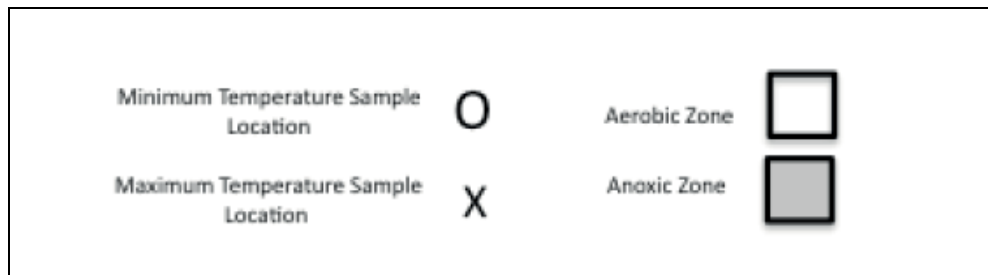 Minimum Temperature Sample
Location
O
Aerobic Zone
Maximum Temperature Sample
Location
X
Anoxic Zone